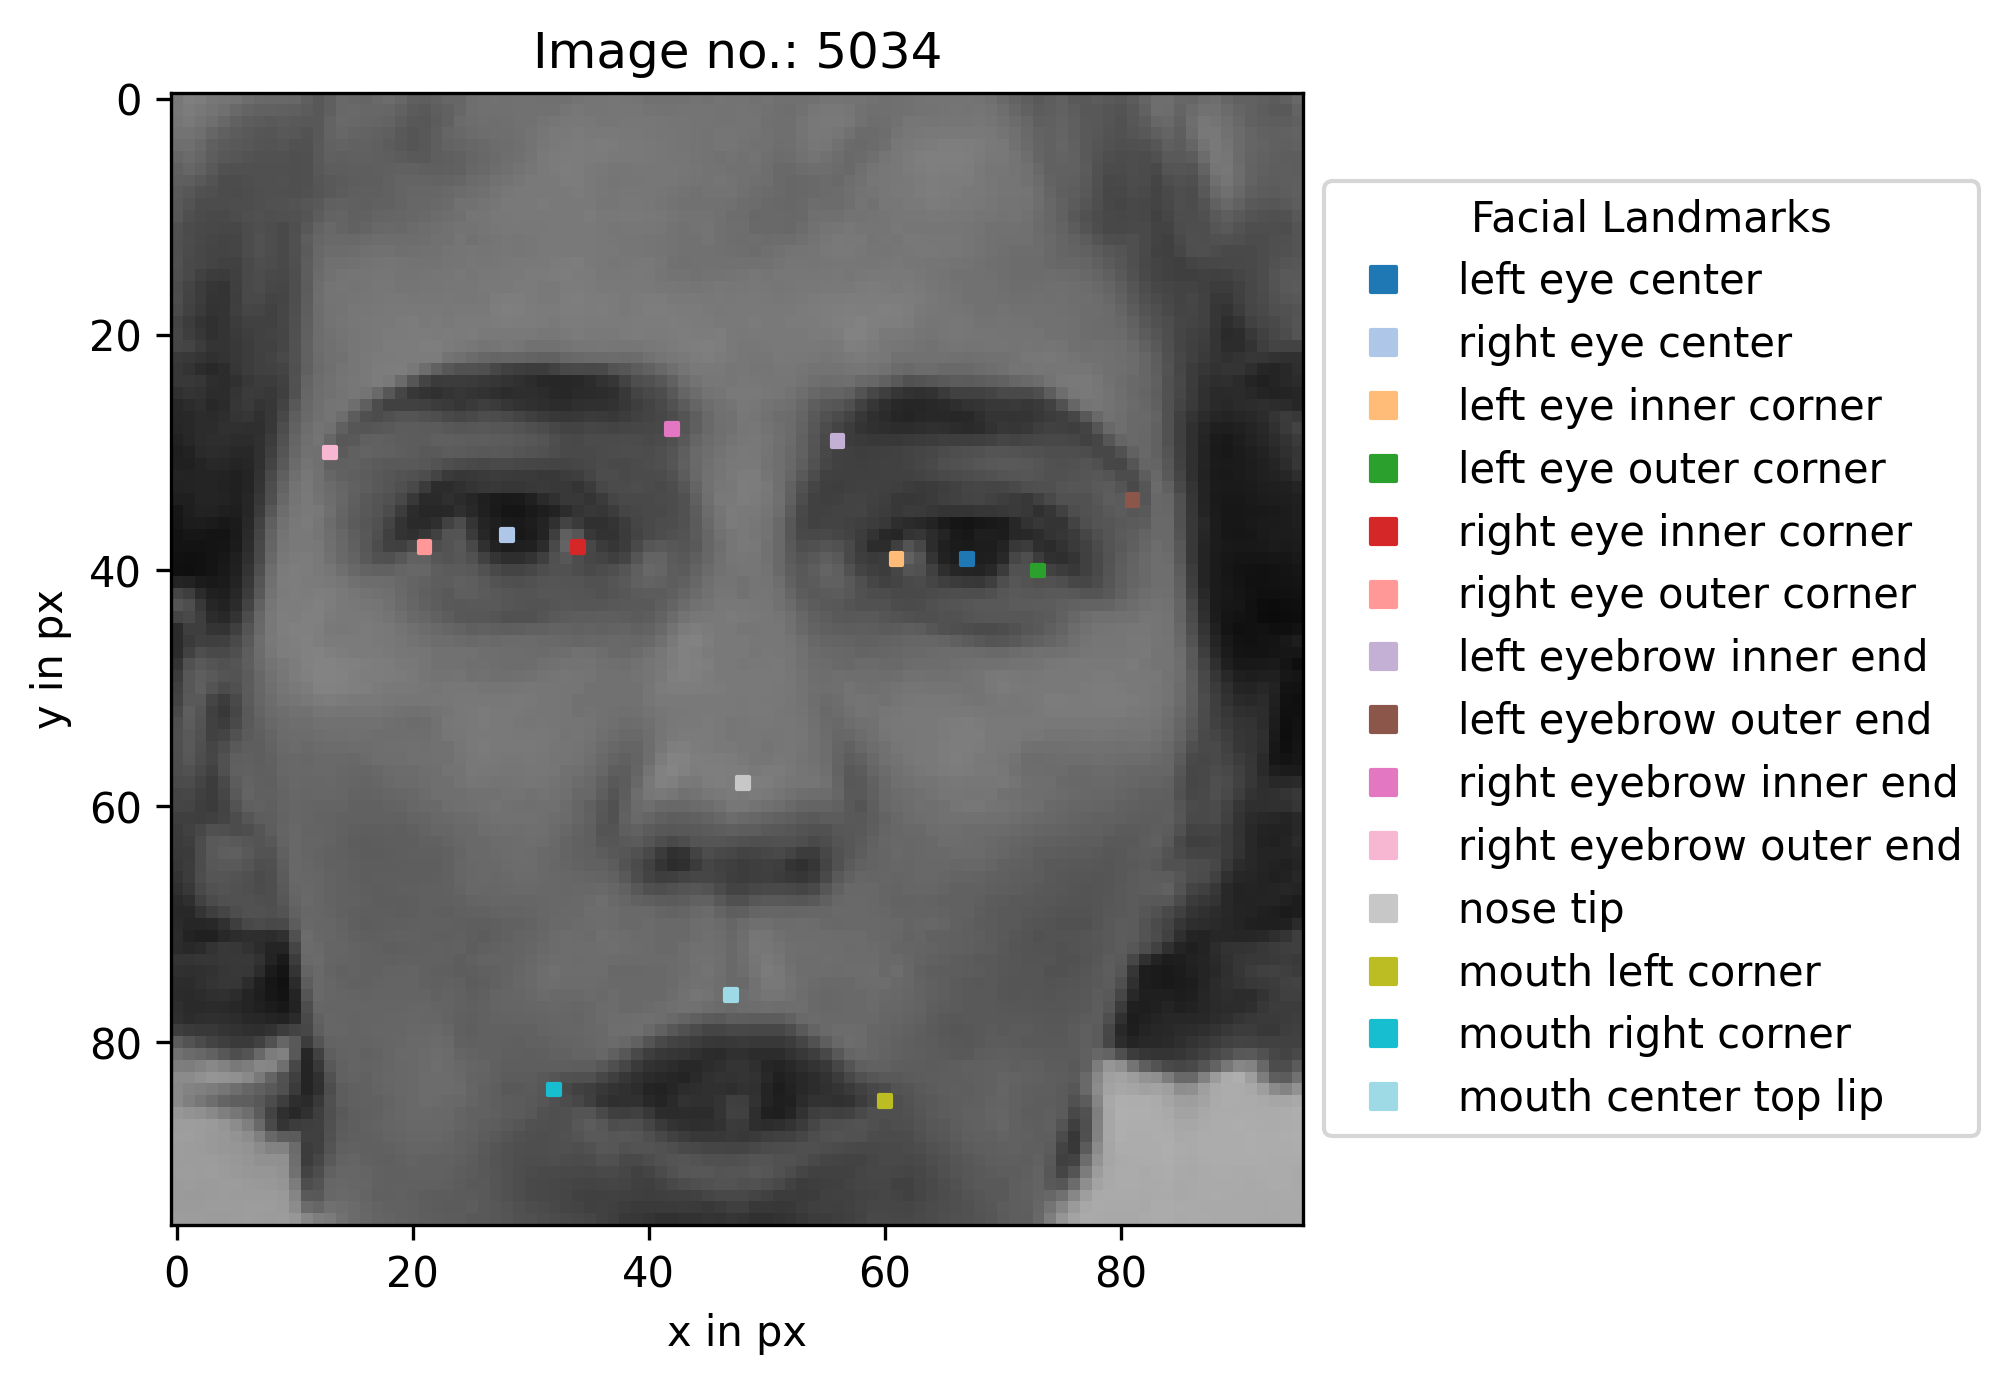 Image no.: 5034
0
20
40
60
80
y in px
0 20 40 60 80
x in px
Facial Landmarks
left eye center
right eye center
left eye inner corner
left eye outer corner
right eye inner corner
right eye outer corner
left eyebrow inner end
left eyebrow outer end
right eyebrow inner end
right eyebrow outer end
nose tip
mouth left corner
mouth right corner
mouth center top lip